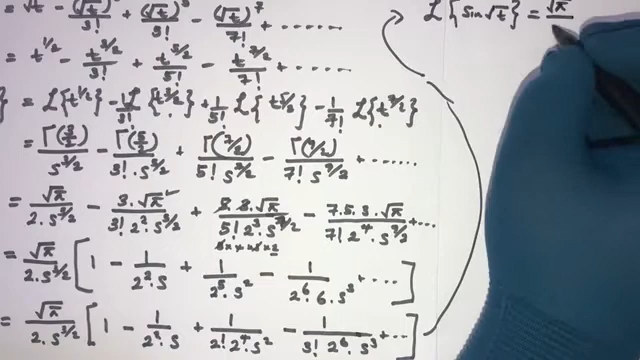 = √t - (√t)³/3! + (√t)⁵/5! - (√t)⁷/7! + ......
= t^1/2 - t^3/2/3! + t^5/2/5! - t^7/2/7! + ......
} = L{t^1/2} - 1/3! L{t^3/2} + 1/5! L{t^5/2} - 1/7! L{t^7/2}
= Γ(3/2)/s^3/2 - Γ(5/2)/3!·s^5/2 + Γ(7/2)/5! s^7/2 - Γ(9/2)/7! s^9/2 + ......
= √π/2·s^3/2 - 3·√π/3! 2²·s^5/2 + 5·3·√π/5! 2³·s^7/2 - 7.5.3.√π/7! 2⁴·s^9/2 + ...
= √π/2·s^3/2 [1 - 1/2²·s + 1/2⁵·s² - 1/2⁶·6·s³ + ....]
= √π/2·s^3/2 [1 - 1/2²·s + 1/2! 2⁴·s² - 1/3! 2⁶·s³ + ...]
L{sin√t} = √π